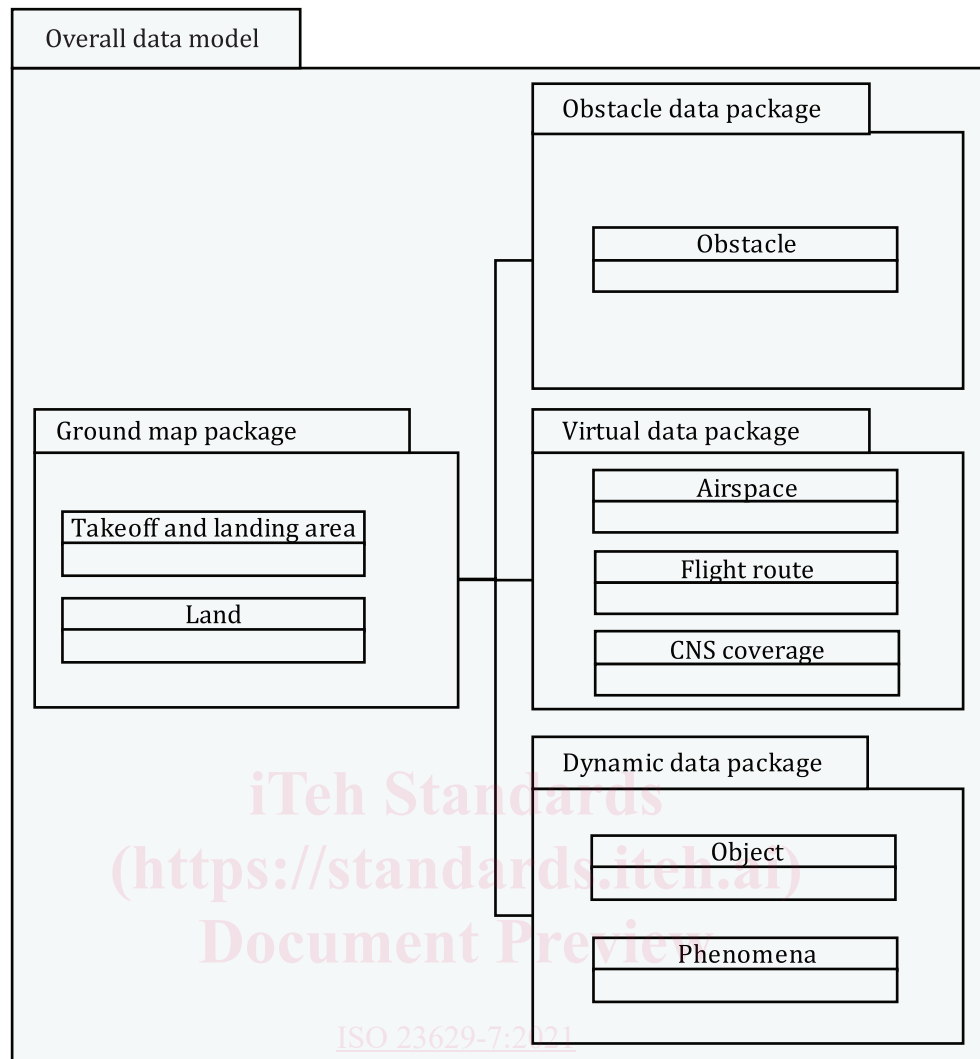 Overall data model
Obstacle data package
Obstacle
Ground map package
Takeoff and landing area
Land
Virtual data package
Airspace
Flight route
CNS coverage
Dynamic data package
Object
Phenomena
iTeh Standards
(https://standards.iteh.ai)
Document Preview
ISO 23629-7:2021